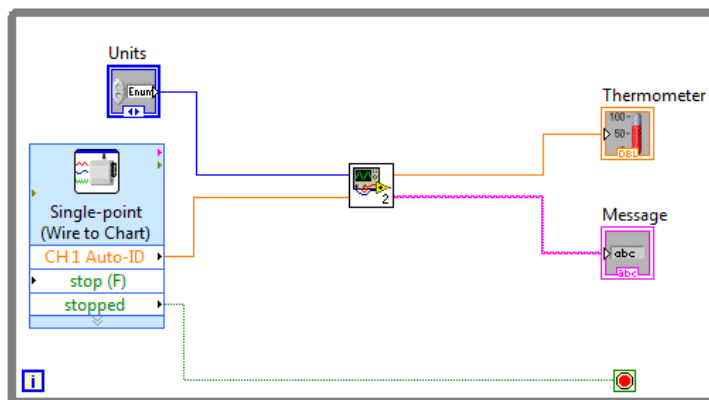 Units
Enum
Thermometer
100-
50-
DBL
Single-point
(Wire to Chart)
CH 1 Auto-ID
stop (F)
stopped
2
Message
abc
abc
i